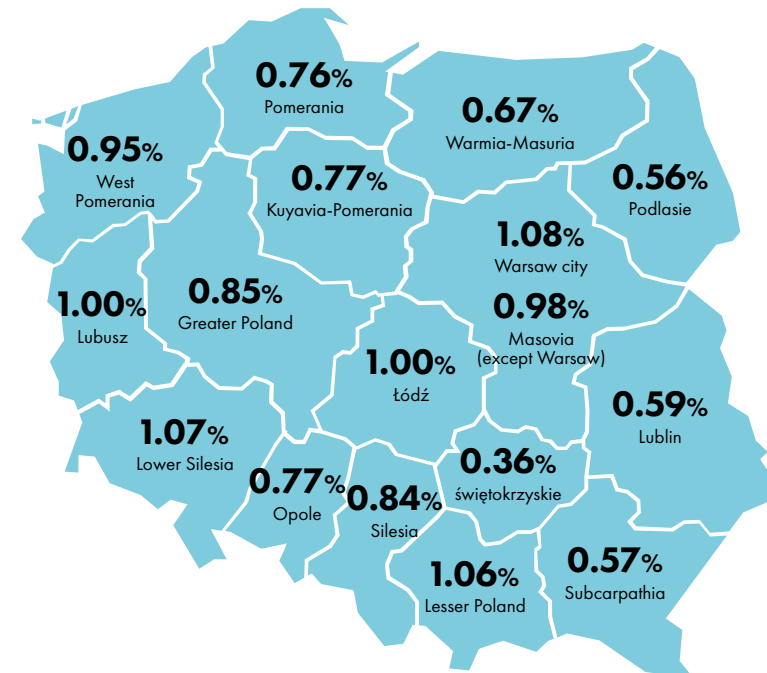 0.76%
Pomerania
0.67%
Warmia-Masuria
0.95%
West
Pomerania
0.77%
Kuyavia-Pomerania
0.56%
Podlasie
1.08%
Warsaw city
0.98%
Masovia
(except Warsaw)
1.00%
Lubusz
0.85%
Greater Poland
1.00%
Łódź
0.59%
Lublin
1.07%
Lower Silesia
0.77%
Opole
0.84%
Silesia
0.36%
świętokrzyskie
1.06%
Lesser Poland
0.57%
Subcarpathia